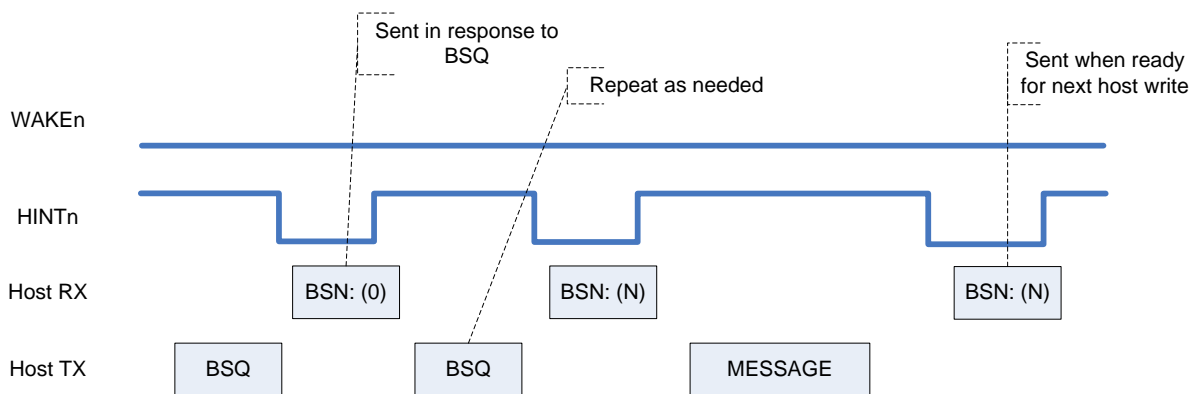 Sent in response to
BSQ
Repeat as needed
Sent when ready
for next host write
WAKEn
HINTn
Host RX
BSN: (0)
BSN: (N)
BSN: (N)
Host TX
BSQ
BSQ
MESSAGE